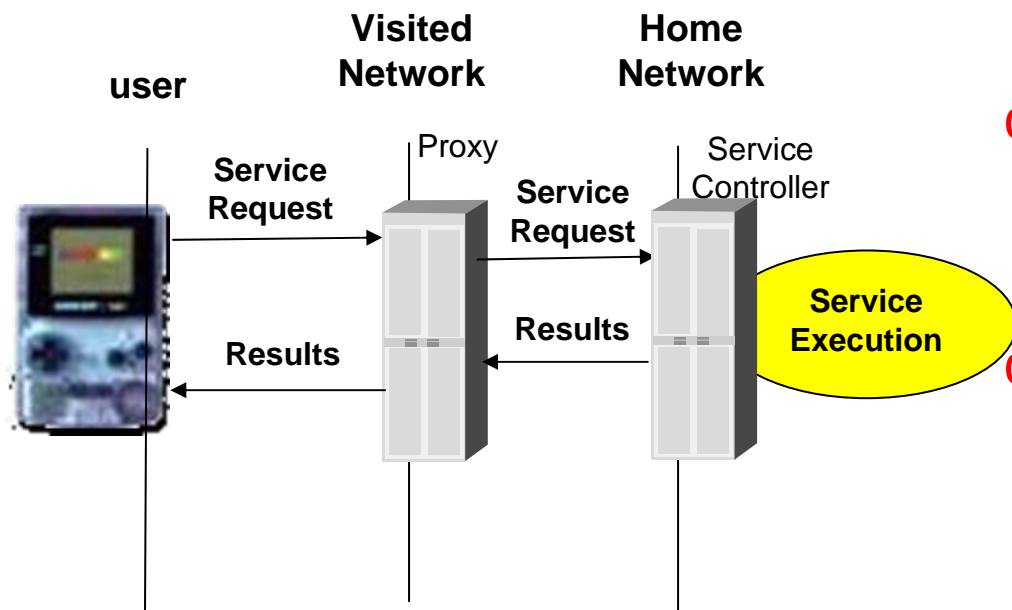 user
Visited
Network
Home
Network
Proxy
Service
Controller
Service
Request
Service
Request
Service
Execution
Results
Results